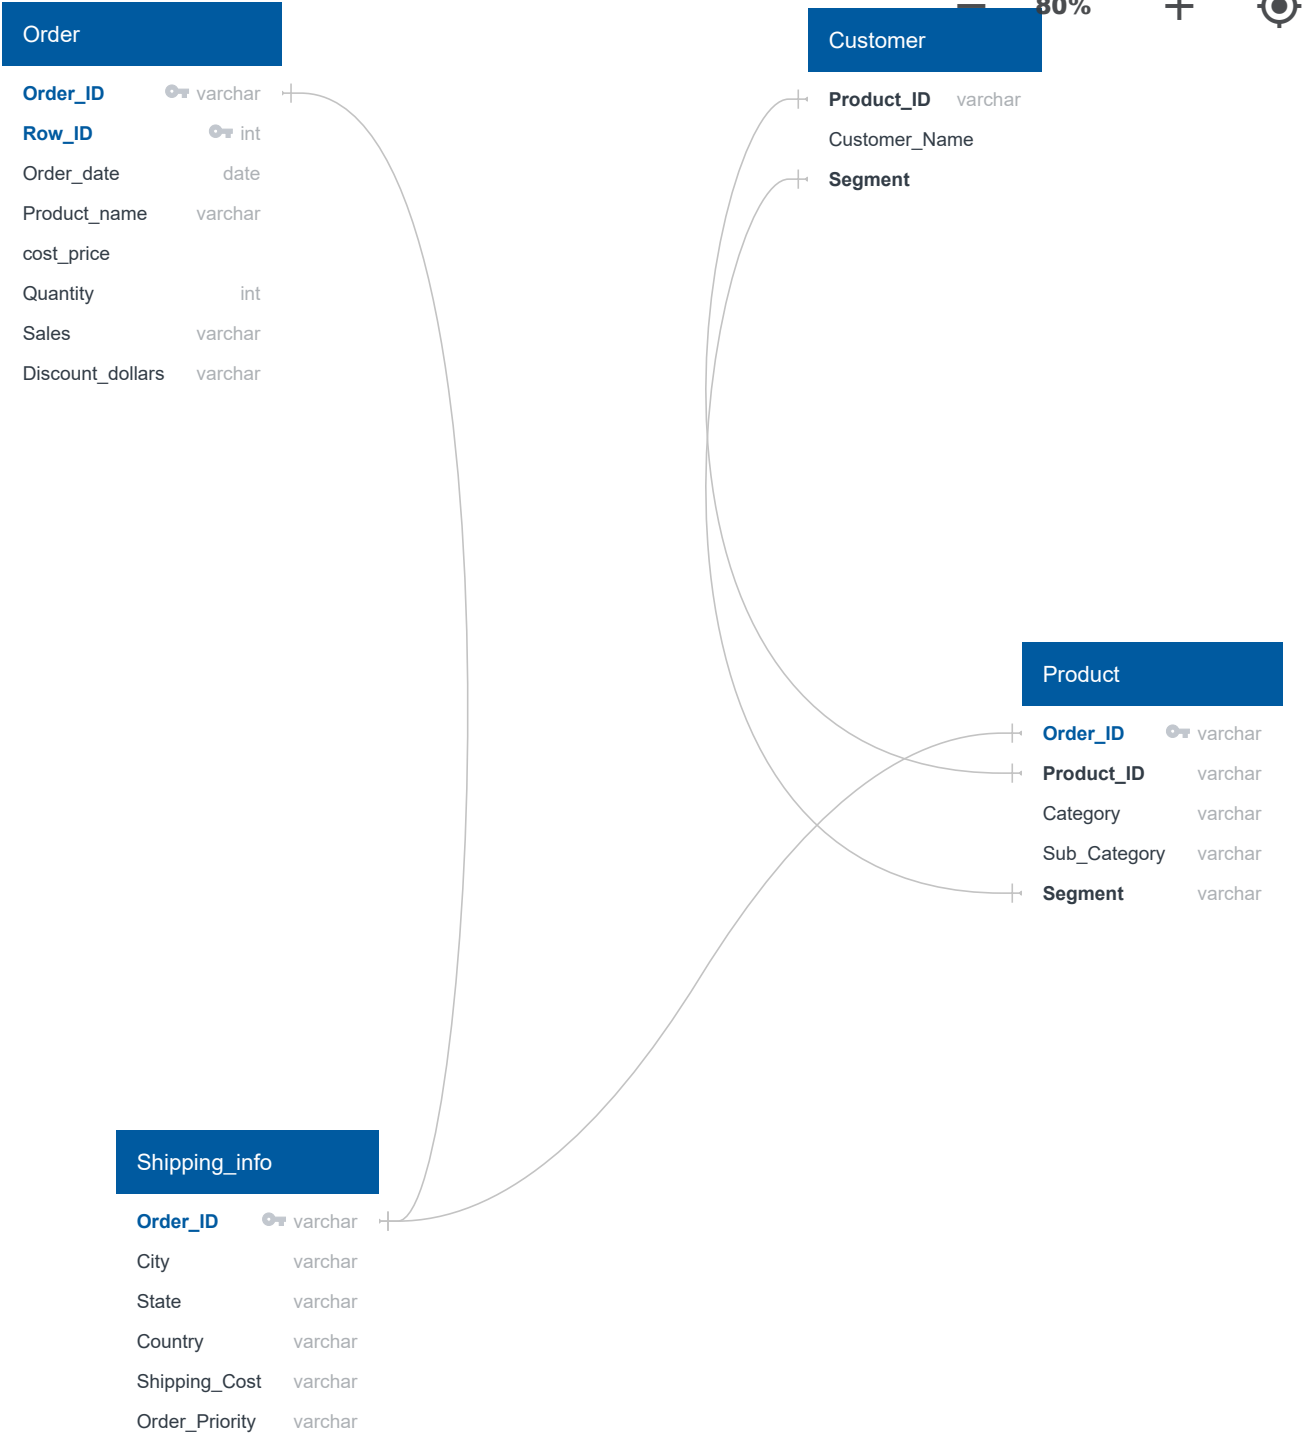 80%
Order
Order_ID varchar
Row_ID int
Order_date date
Product_name varchar
cost_price
Quantity int
Sales varchar
Discount_dollars varchar
Customer
Product_ID varchar
Customer_Name
Segment
Product
Order_ID varchar
Product_ID varchar
Category varchar
Sub_Category varchar
Segment varchar
Shipping_info
Order_ID varchar
City varchar
State varchar
Country varchar
Shipping_Cost varchar
Order_Priority varchar